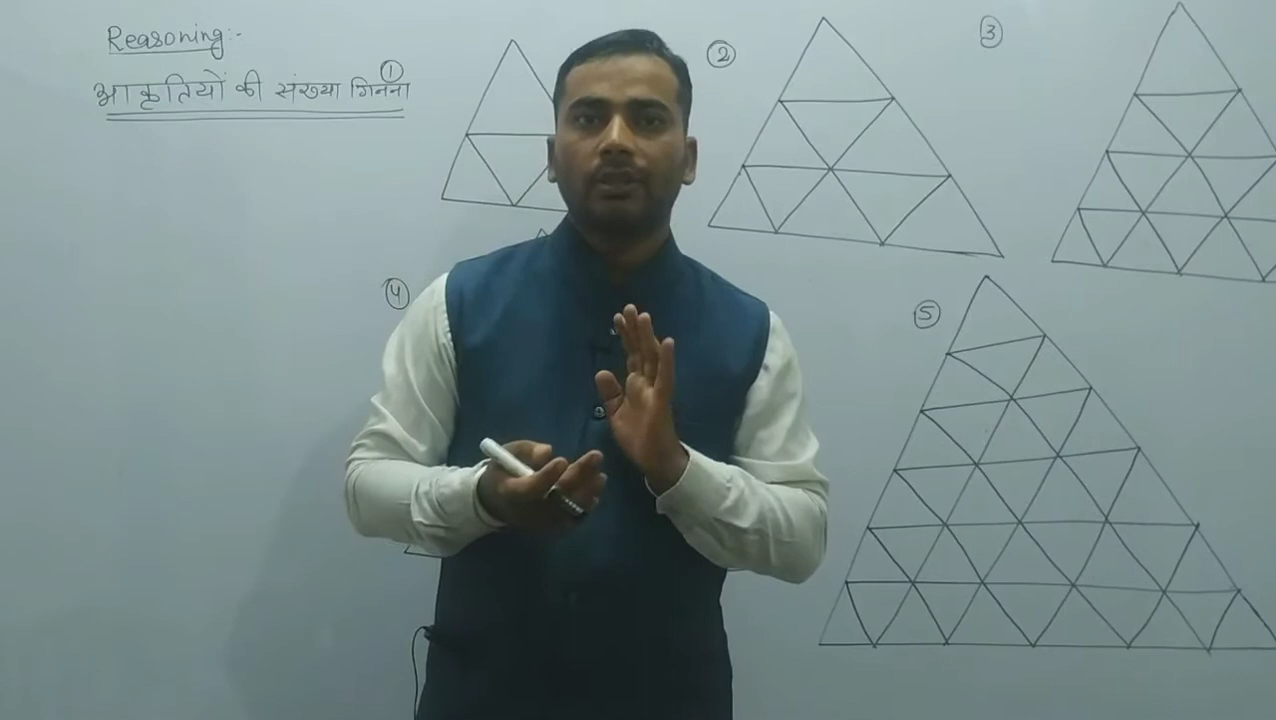 Reasoning:-
आकृतियों की संख्या गिनना
①
②
③
④
⑤